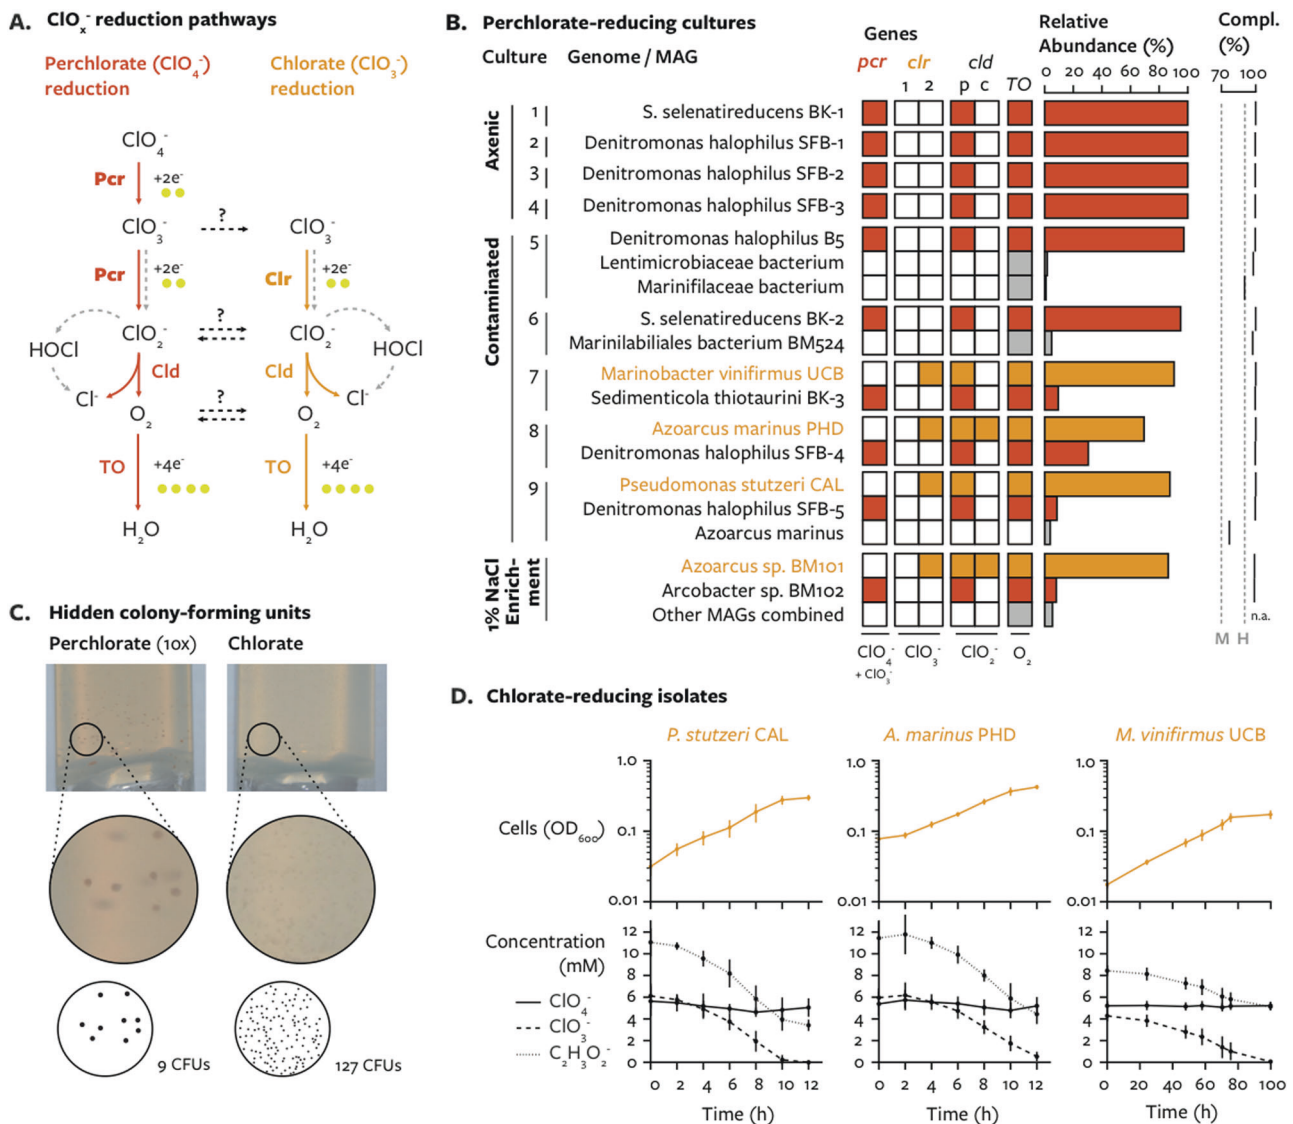 A. ClOₓ⁻ reduction pathways
Perchlorate (ClO₄⁻) reduction
Chlorate (ClO₃⁻) reduction
ClO₄⁻
Pcr +2e⁻
ClO₃⁻ ? ClO₃⁻
Pcr +2e⁻ Clr +2e⁻
?
HOCl ClO₂⁻ ClO₂⁻ HOCl
Cld Cld
Cl⁻ ? Cl⁻
O₂ O₂
TO +4e⁻ TO +4e⁻
H₂O H₂O
B. Perchlorate-reducing cultures
Culture Genome / MAG
Genes
pcr clr cld
1 2 p c TO
Relative Abundance (%)
0 20 40 60 80 100
Compl. (%)
70 100
Axenic
1 S. selenatireducens BK-1
2 Denitromonas halophilus SFB-1
3 Denitromonas halophilus SFB-2
4 Denitromonas halophilus SFB-3
Contaminated
5 Denitromonas halophilus B5
Lentimicrobiaceae bacterium
Marinifilaceae bacterium
6 S. selenatireducens BK-2
Marinilabiliales bacterium BM524
7 Marinobacter vinifirmus UCB
Sedimenticola thiotaurini BK-3
8 Azoarcus marinus PHD
Denitromonas halophilus SFB-4
9 Pseudomonas stutzeri CAL
Denitromonas halophilus SFB-5
Azoarcus marinus
1% NaCl Enrich-ment
Azoarcus sp. BM101
Arcobacter sp. BM102
Other MAGs combined n.a.
M H
ClO₄⁻ ClO₃⁻ ClO₂⁻ O₂
+ ClO₃⁻
C. Hidden colony-forming units
Perchlorate (10x) Chlorate
9 CFUs 127 CFUs
D. Chlorate-reducing isolates
P. stutzeri CAL A. marinus PHD M. vinifirmus UCB
Cells (OD₆₀₀)
1.0 1.0 1.0
0.1 0.1 0.1
0.01 0.01 0.01
Concentration (mM)
ClO₄⁻
ClO₃⁻
C₂H₃O₂⁻
12 12 12
10 10 10
8 8 8
6 6 6
4 4 4
2 2 2
0 0 0
0 2 4 6 8 10 12 0 2 4 6 8 10 12 0 20 40 60 80 100
Time (h) Time (h) Time (h)